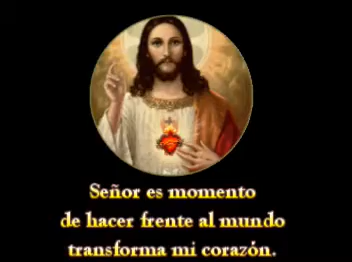 Señor es momento
de hacer frente al mundo
transforma mi corazón.